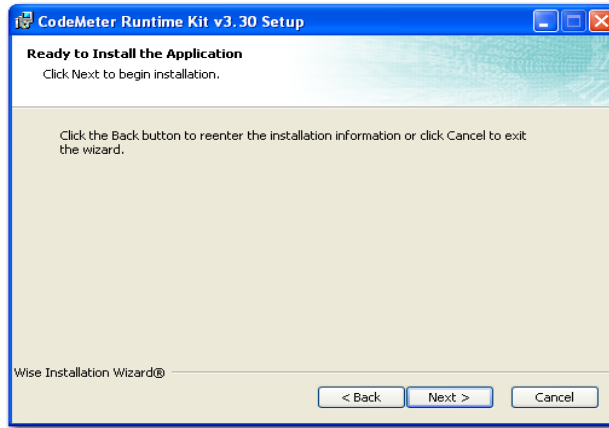 CodeMeter Runtime Kit v3.30 Setup
Ready to Install the Application
Click Next to begin installation.
Click the Back button to reenter the installation information or click Cancel to exit
the wizard.
Wise Installation Wizard®
< Back Next > Cancel